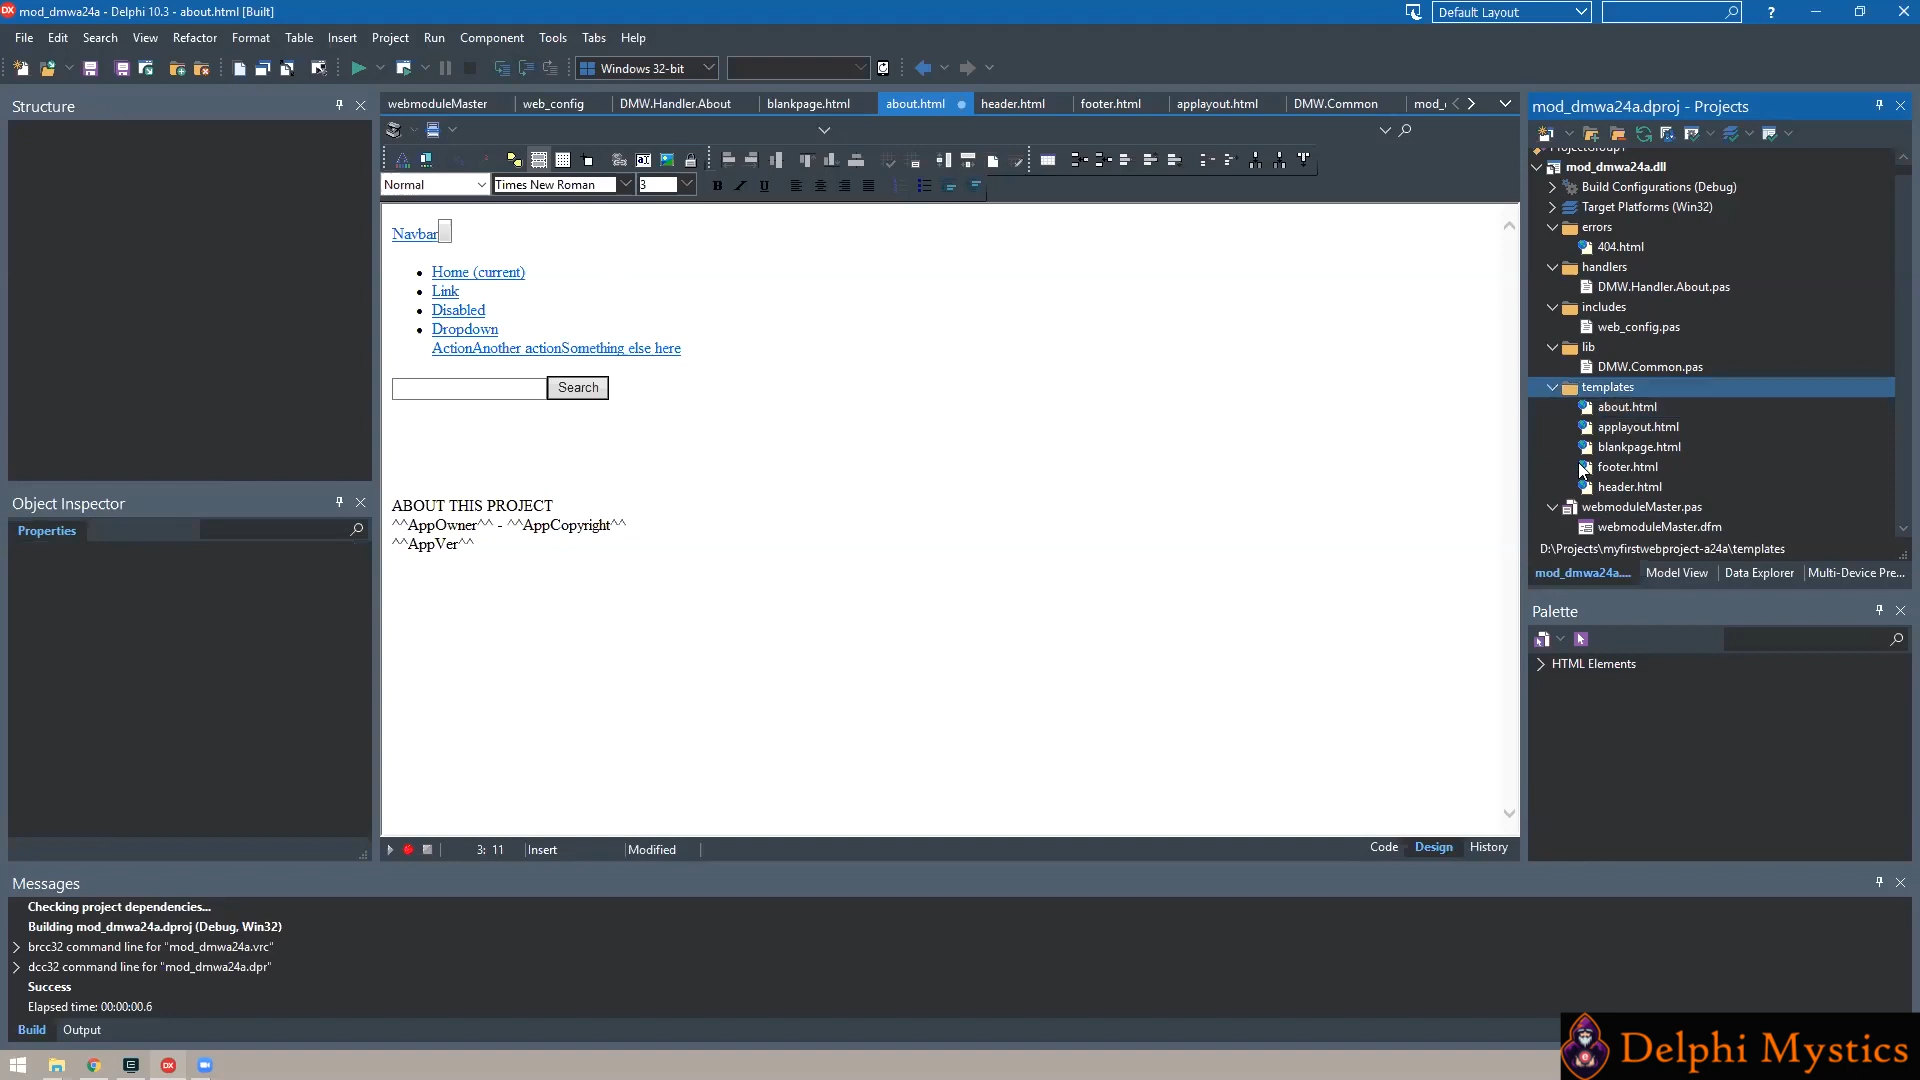 mod_dmwa24a - Delphi 10.3 - about.html [Built]
Default Layout
File Edit Search View Refactor Format Table Insert Project Run Component Tools Tabs Help
Windows 32-bit
Structure
webmoduleMaster web_config DMW.Handler.About blankpage.html about.html header.html footer.html applayout.html DMW.Common mod_
Normal Times New Roman 3
Navbar
Home (current)
Link
Disabled
Dropdown
ActionAnother actionSomething else here
Search
ABOUT THIS PROJECT
^^AppOwner^^ - ^^AppCopyright^^
^^AppVer^^
3: 11 Insert Modified
Code Design History
Object Inspector
Properties
mod_dmwa24a.dproj - Projects
ProjectGroup1
mod_dmwa24a.dll
Build Configurations (Debug)
Target Platforms (Win32)
errors
404.html
handlers
DMW.Handler.About.pas
includes
web_config.pas
lib
DMW.Common.pas
templates
about.html
applayout.html
blankpage.html
footer.html
header.html
webmoduleMaster.pas
webmoduleMaster.dfm
D:\Projects\myfirstwebproject-a24a\templates
mod_dmwa24a.... Model View Data Explorer Multi-Device Pre...
Palette
HTML Elements
Messages
Checking project dependencies...
Building mod_dmwa24a.dproj (Debug, Win32)
brcc32 command line for "mod_dmwa24a.vrc"
dcc32 command line for "mod_dmwa24a.dpr"
Success
Elapsed time: 00:00:00.6
Build Output
Delphi Mystics